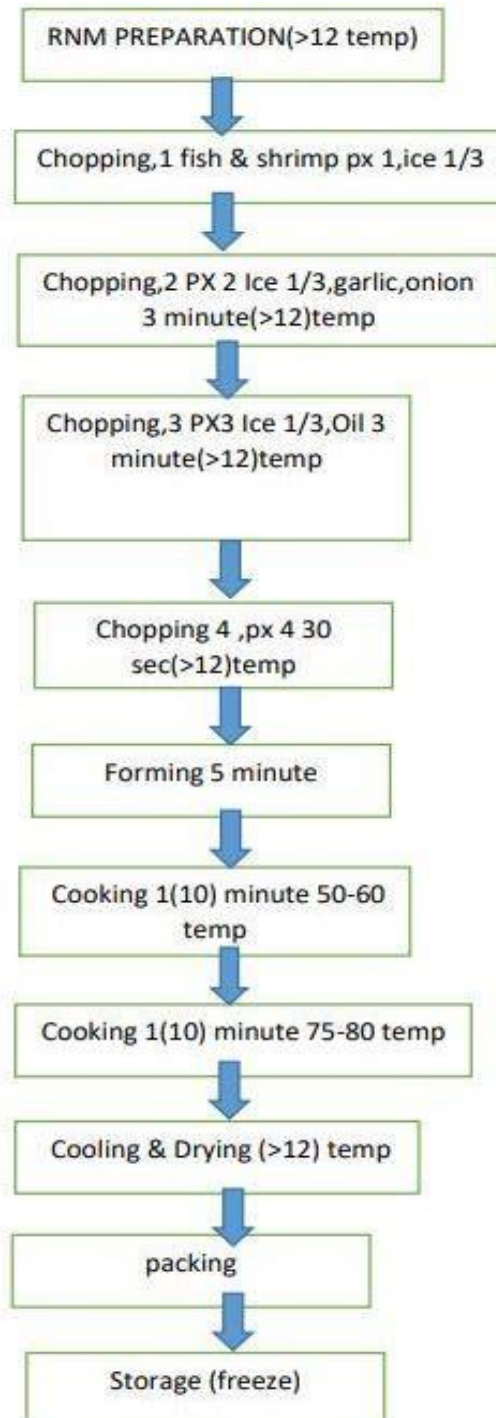 RNM PREPARATION(>12 temp)
Chopping,1 fish & shrimp px 1,ice 1/3
Chopping,2 PX 2 Ice 1/3,garlic,onion
3 minute(>12)temp
Chopping,3 PX3 Ice 1/3,Oil 3
minute(>12)temp
Chopping 4 ,px 4 30
sec(>12)temp
Forming 5 minute
Cooking 1(10) minute 50-60
temp
Cooking 1(10) minute 75-80 temp
Cooling & Drying (>12) temp
packing
Storage (freeze)